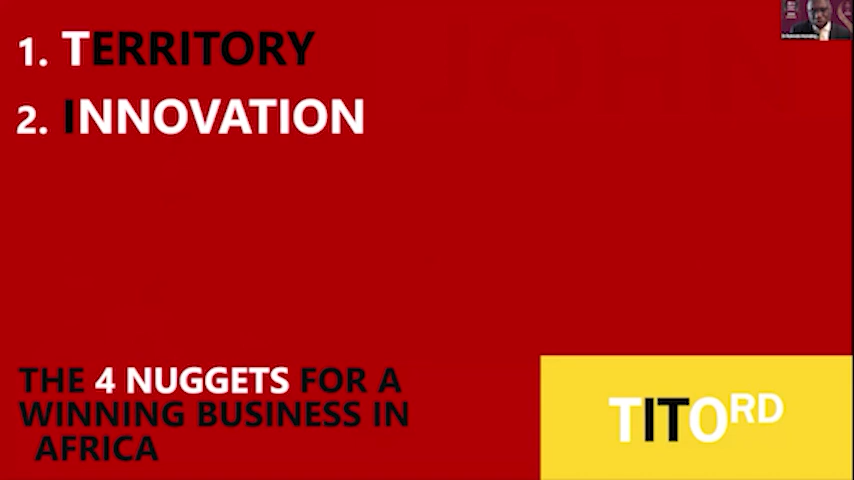 1. TERRITORY
2. INNOVATION
THE 4 NUGGETS FOR A
WINNING BUSINESS IN
AFRICA
TITORD